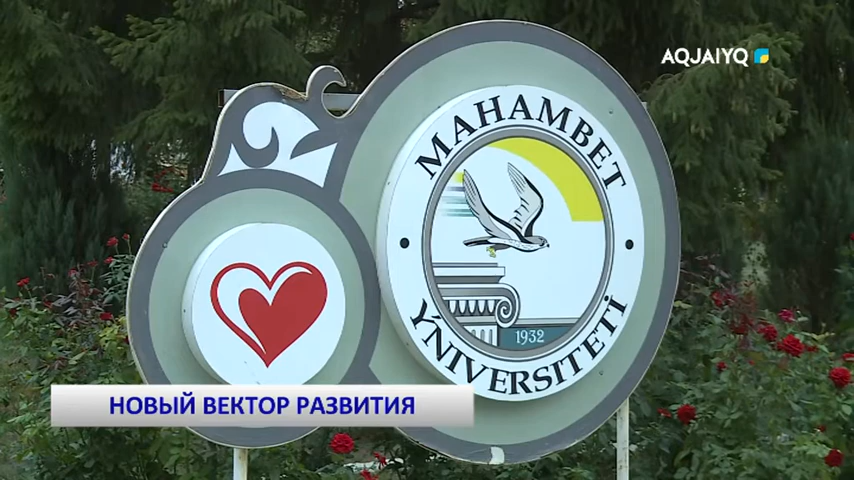 AQJAIYQ
MAHAMBET
ÝNIVERSITETİ
1932
НОВЫЙ ВЕКТОР РАЗВИТИЯ